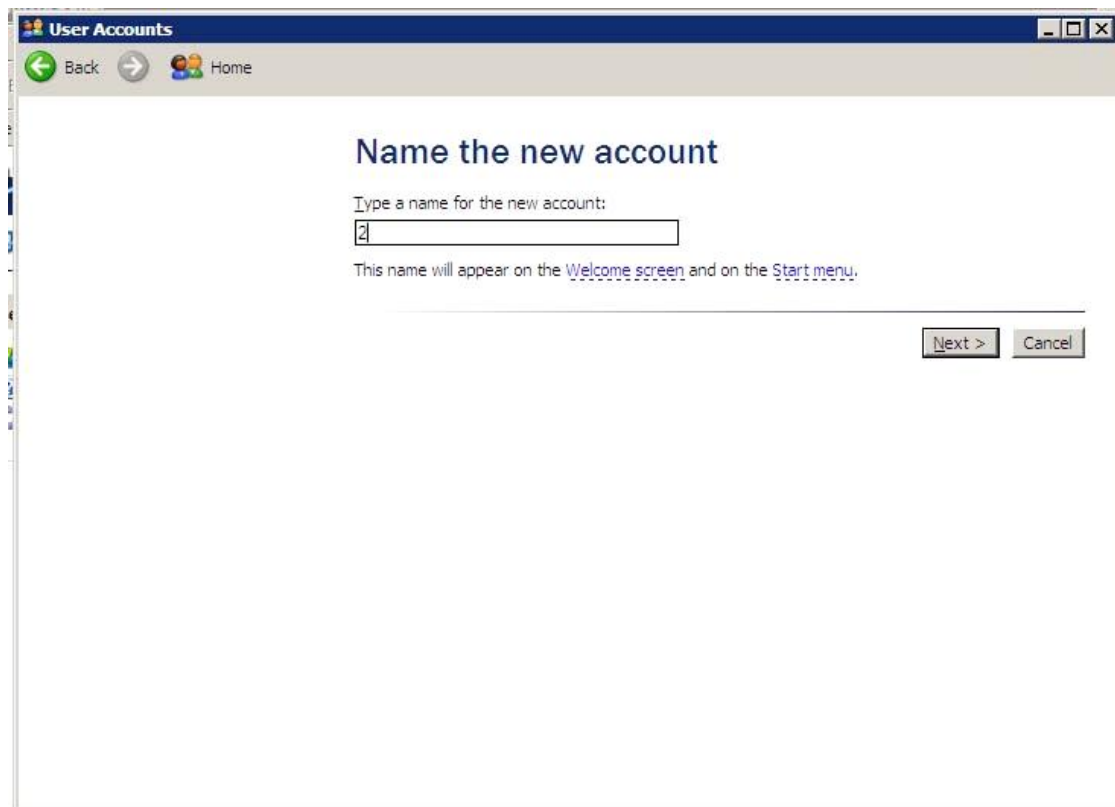 User Accounts
Back Home
Name the new account
Type a name for the new account:
2
This name will appear on the Welcome screen and on the Start menu.
Next > Cancel